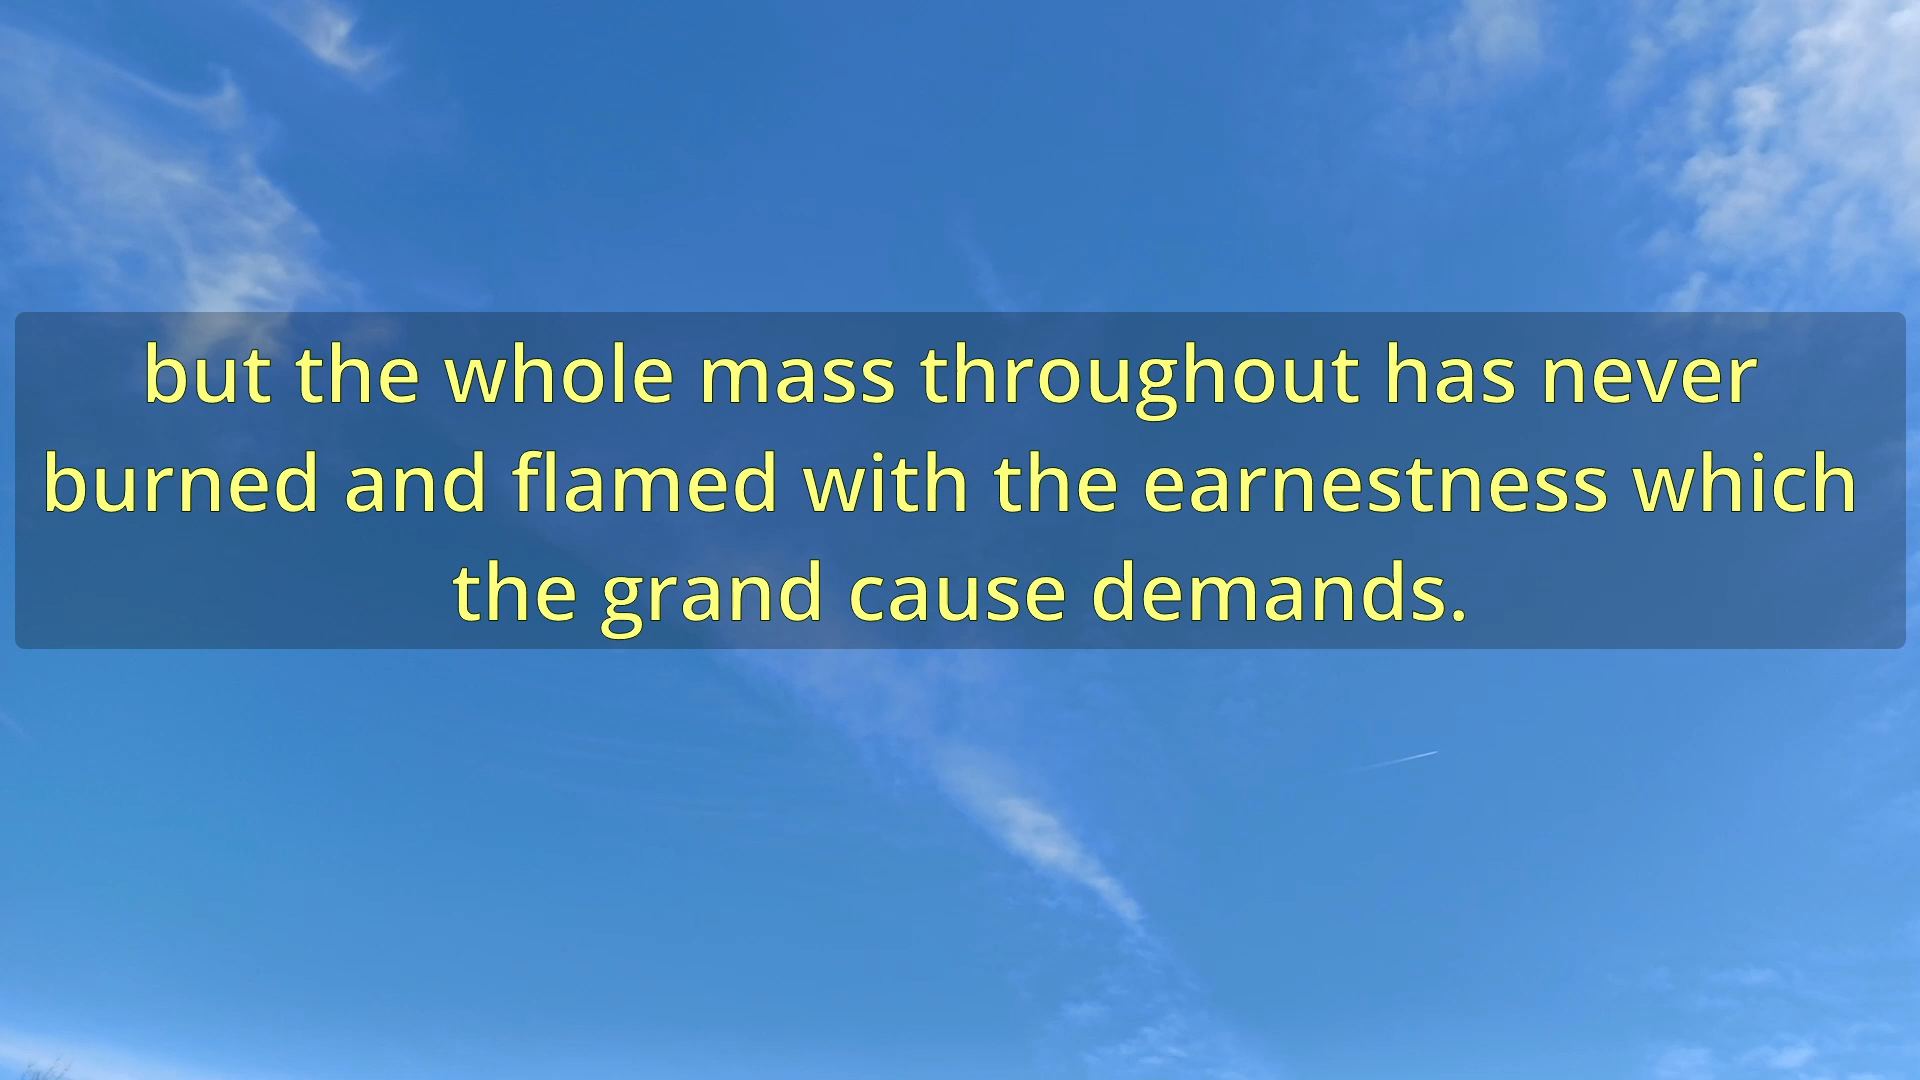 but the whole mass throughout has never
burned and flamed with the earnestness which
the grand cause demands.